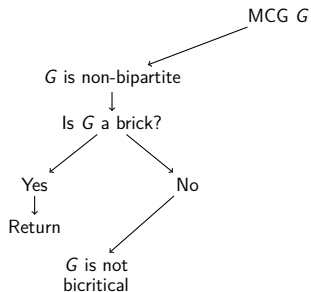 MCG G
G is non-bipartite
Is G a brick?
Yes
No
Return
G is not
bicritical